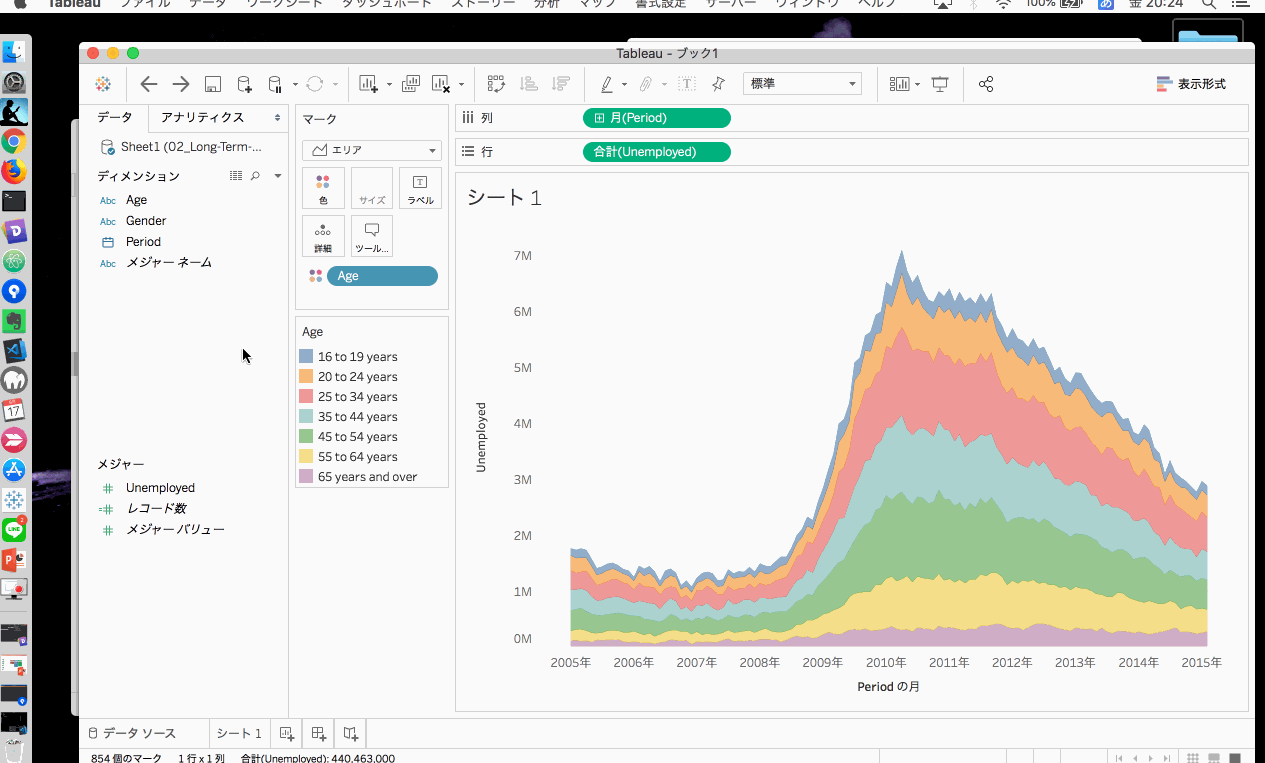 Tableau ファイル データ ワークシート ダッシュボード ストーリー 分析 マップ 書式設定 サーバー ウィンドウ ヘルプ 100% あ 金 20:24
Tableau - ブック1
標準
表示形式
データ アナリティクス
Sheet1 (02_Long-Term-...
ディメンション
Abc Age
Abc Gender
Period
Abc メジャー ネーム
メジャー
Unemployed
レコード数
メジャー バリュー
マーク
エリア
色 サイズ ラベル
詳細 ツール...
Age
Age
16 to 19 years
20 to 24 years
25 to 34 years
35 to 44 years
45 to 54 years
55 to 64 years
65 years and over
列 月(Period)
行 合計(Unemployed)
シート 1
7M
6M
5M
4M
3M
2M
1M
0M
Unemployed
2005年 2006年 2007年 2008年 2009年 2010年 2011年 2012年 2013年 2014年 2015年
Period の月
データ ソース シート 1
854 個のマーク 1 行 x 1 列 合計(Unemployed): 440,463,000
17
LINE